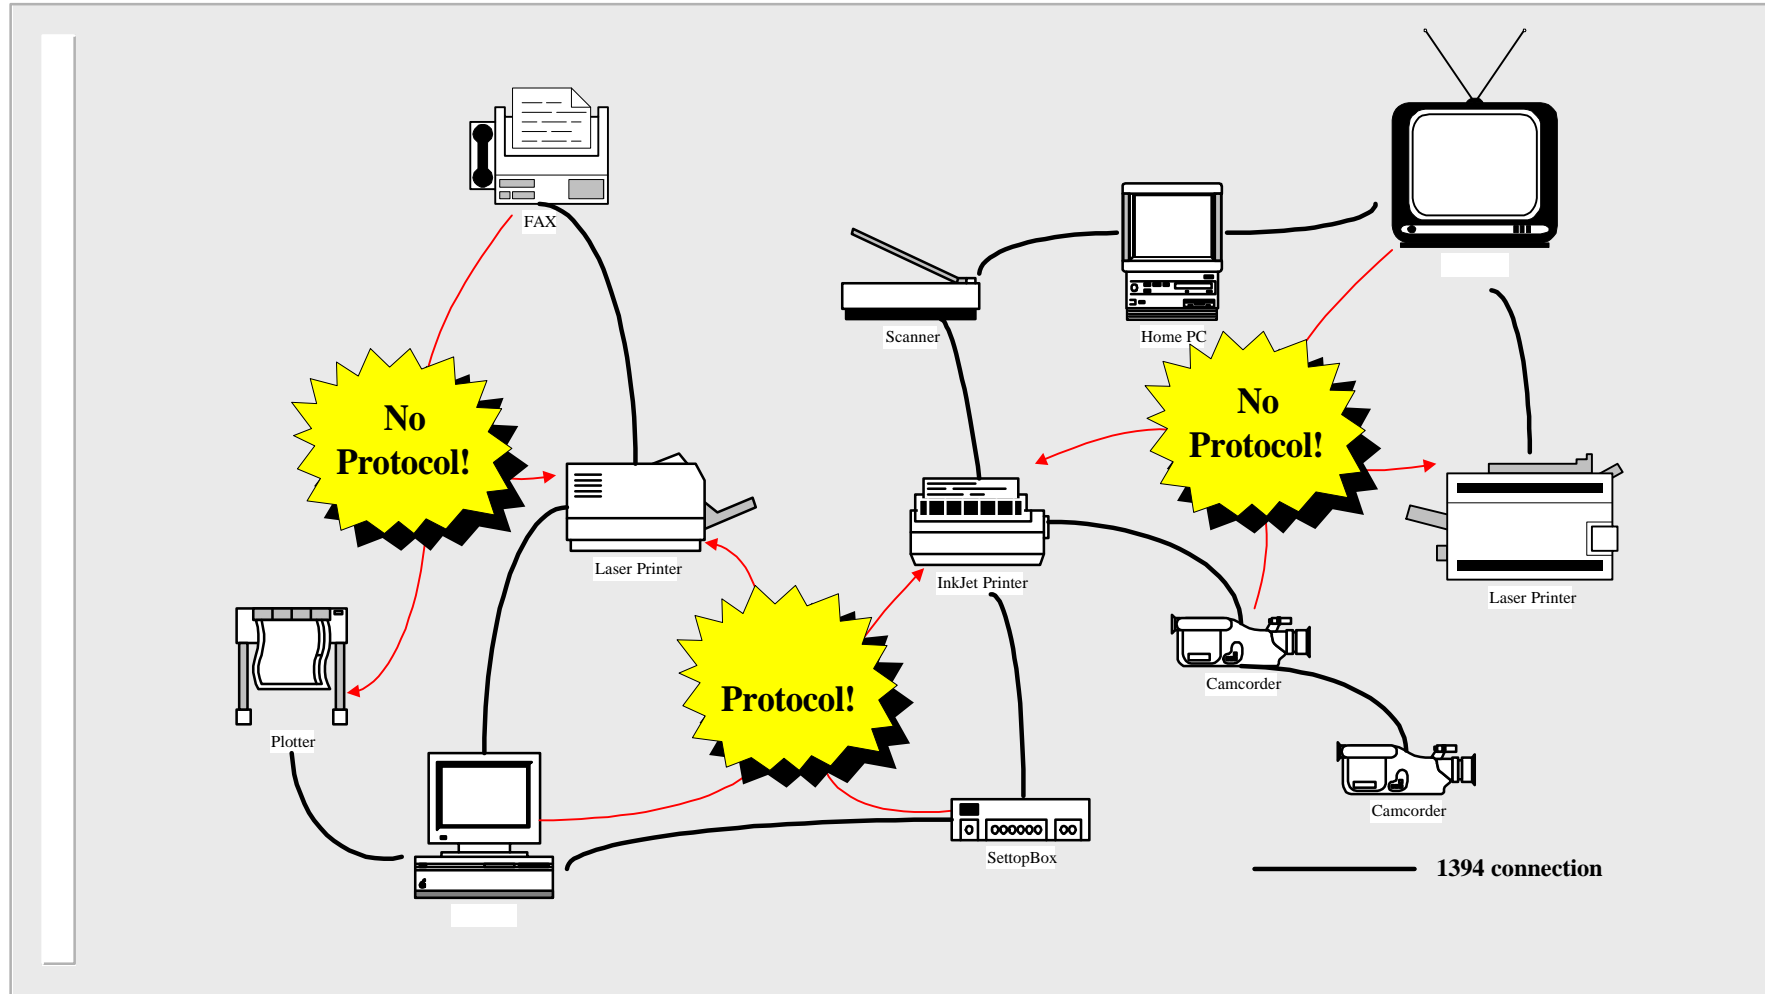 FAX
Scanner
Home PC
No
Protocol!
No
Protocol!
Laser Printer
InkJet Printer
Laser Printer
Protocol!
Camcorder
Plotter
Camcorder
SettopBox
1394 connection